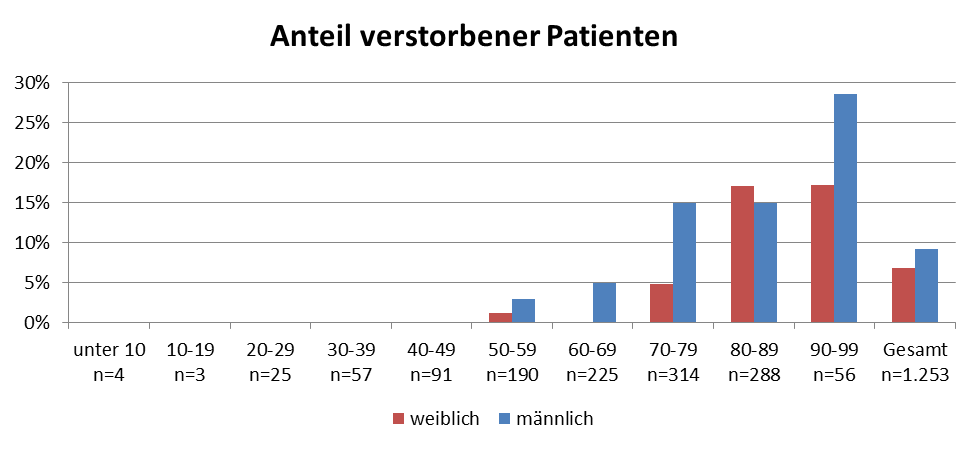 Anteil verstorbener Patienten
30%
25%
20%
15%
10%
5%
0%
unter 10 10-19 20-29 30-39 40-49 50-59 60-69 70-79 80-89 90-99 Gesamt
n=4 n=3 n=25 n=57 n=91 n=190 n=225 n=314 n=288 n=56 n=1.253
weiblich männlich